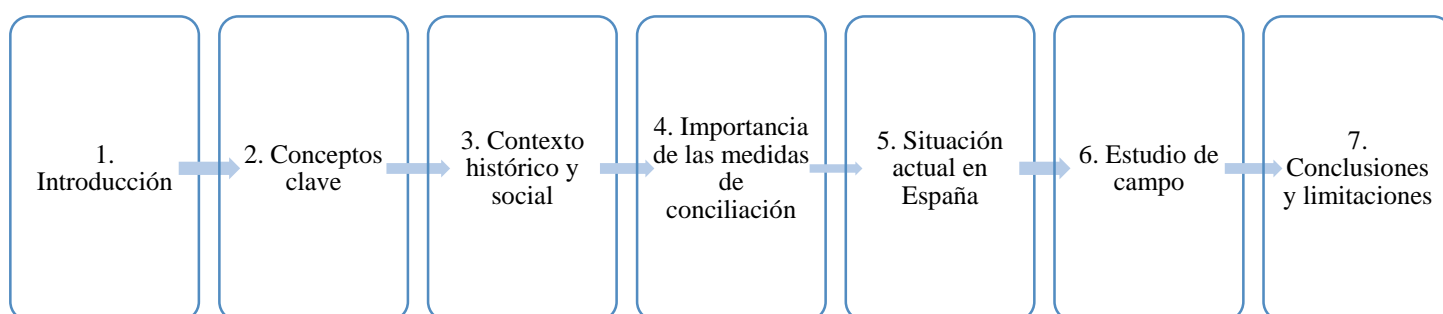 1.
Introducción
2. Conceptos
clave
3. Contexto
histórico y
social
4. Importancia
de las medidas
de
conciliación
5. Situación
actual en
España
6. Estudio de
campo
7.
Conclusiones
y limitaciones